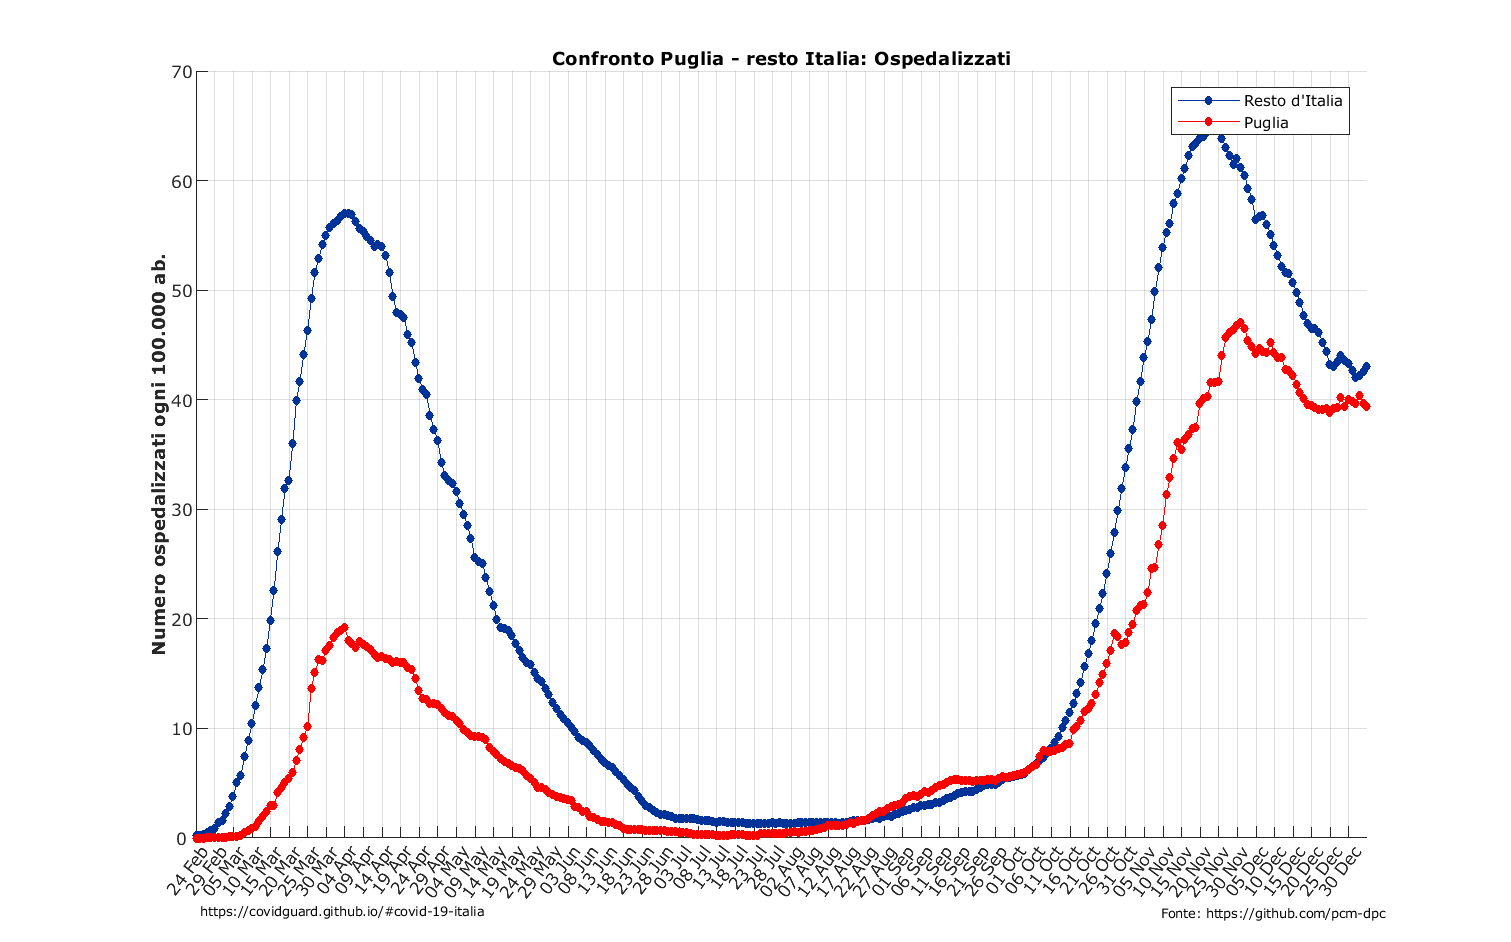 Confronto Puglia - resto Italia: Ospedalizzati
70
60
50
40
30
20
10
0
Numero ospedalizzati ogni 100.000 ab.
Resto d'Italia
Puglia
24 Feb
29 Feb
05 Mar
10 Mar
15 Mar
20 Mar
25 Mar
30 Mar
04 Apr
09 Apr
14 Apr
19 Apr
24 Apr
29 Apr
04 May
09 May
14 May
19 May
24 May
29 May
03 Jun
08 Jun
13 Jun
18 Jun
23 Jun
28 Jun
03 Jul
08 Jul
13 Jul
18 Jul
23 Jul
28 Jul
02 Aug
07 Aug
12 Aug
17 Aug
22 Aug
27 Aug
01 Sep
06 Sep
11 Sep
16 Sep
21 Sep
26 Sep
01 Oct
06 Oct
11 Oct
16 Oct
21 Oct
26 Oct
31 Oct
05 Nov
10 Nov
15 Nov
20 Nov
25 Nov
30 Nov
05 Dec
10 Dec
15 Dec
20 Dec
25 Dec
30 Dec
https://covidguard.github.io/#covid-19-italia
Fonte: https://github.com/pcm-dpc